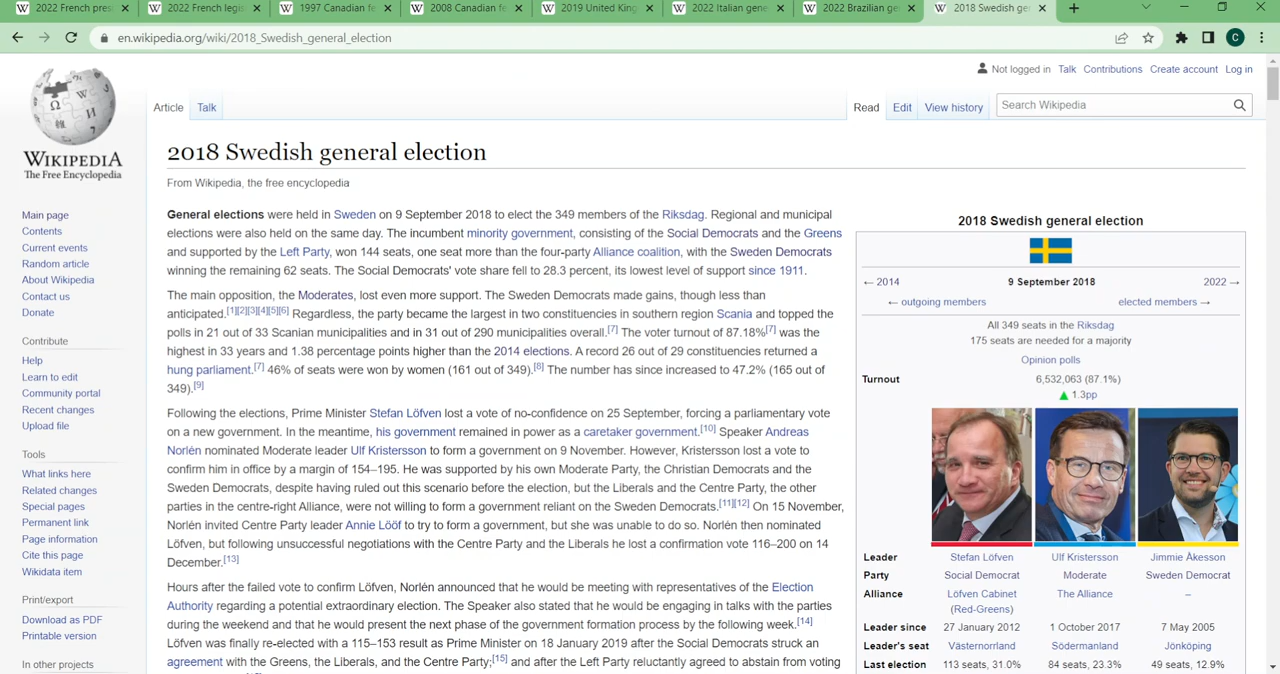 2022 French pres
2022 French legis
1997 Canadian fe
2008 Canadian fe
2019 United King
2022 Italian gene
2022 Brazilian ge
2018 Swedish gen
en.wikipedia.org/wiki/2018_Swedish_general_election
C
Not logged in Talk Contributions Create account Log in
Article Talk
Read Edit View history
Search Wikipedia
WIKIPEDIA
The Free Encyclopedia
Main page
Contents
Current events
Random article
About Wikipedia
Contact us
Donate
Contribute
Help
Learn to edit
Community portal
Recent changes
Upload file
Tools
What links here
Related changes
Special pages
Permanent link
Page information
Cite this page
Wikidata item
Print/export
Download as PDF
Printable version
In other projects
2018 Swedish general election
From Wikipedia, the free encyclopedia
General elections were held in Sweden on 9 September 2018 to elect the 349 members of the Riksdag. Regional and municipal
elections were also held on the same day. The incumbent minority government, consisting of the Social Democrats and the Greens
and supported by the Left Party, won 144 seats, one seat more than the four-party Alliance coalition, with the Sweden Democrats
winning the remaining 62 seats. The Social Democrats' vote share fell to 28.3 percent, its lowest level of support since 1911.
The main opposition, the Moderates, lost even more support. The Sweden Democrats made gains, though less than
anticipated.[1][2][3][4][5][6] Regardless, the party became the largest in two constituencies in southern region Scania and topped the
polls in 21 out of 33 Scanian municipalities and in 31 out of 290 municipalities overall.[7] The voter turnout of 87.18%[7] was the
highest in 33 years and 1.38 percentage points higher than the 2014 elections. A record 26 out of 29 constituencies returned a
hung parliament.[7] 46% of seats were won by women (161 out of 349).[8] The number has since increased to 47.2% (165 out of
349).[9]
Following the elections, Prime Minister Stefan Löfven lost a vote of no-confidence on 25 September, forcing a parliamentary vote
on a new government. In the meantime, his government remained in power as a caretaker government.[10] Speaker Andreas
Norlén nominated Moderate leader Ulf Kristersson to form a government on 9 November. However, Kristersson lost a vote to
confirm him in office by a margin of 154–195. He was supported by his own Moderate Party, the Christian Democrats and the
Sweden Democrats, despite having ruled out this scenario before the election, but the Liberals and the Centre Party, the other
parties in the centre-right Alliance, were not willing to form a government reliant on the Sweden Democrats.[11][12] On 15 November,
Norlén invited Centre Party leader Annie Lööf to try to form a government, but she was unable to do so. Norlén then nominated
Löfven, but following unsuccessful negotiations with the Centre Party and the Liberals he lost a confirmation vote 116–200 on 14
December.[13]
Hours after the failed vote to confirm Löfven, Norlén announced that he would be meeting with representatives of the Election
Authority regarding a potential extraordinary election. The Speaker also stated that he would be engaging in talks with the parties
during the weekend and that he would present the next phase of the government formation process by the following week.[14]
Löfven was finally re-elected with a 115–153 result as Prime Minister on 18 January 2019 after the Social Democrats struck an
agreement with the Greens, the Liberals, and the Centre Party;[15] and after the Left Party reluctantly agreed to abstain from voting
2018 Swedish general election
← 2014 9 September 2018 2022 →
← outgoing members elected members →
All 349 seats in the Riksdag
175 seats are needed for a majority
Opinion polls
Turnout 6,532,063 (87.1%)
▲ 1.3pp
Leader Stefan Löfven Ulf Kristersson Jimmie Åkesson
Party Social Democrat Moderate Sweden Democrat
Alliance Löfven Cabinet The Alliance –
(Red-Greens)
Leader since 27 January 2012 1 October 2017 7 May 2005
Leader's seat Västernorrland Södermanland Jönköping
Last election 113 seats, 31.0% 84 seats, 23.3% 49 seats, 12.9%